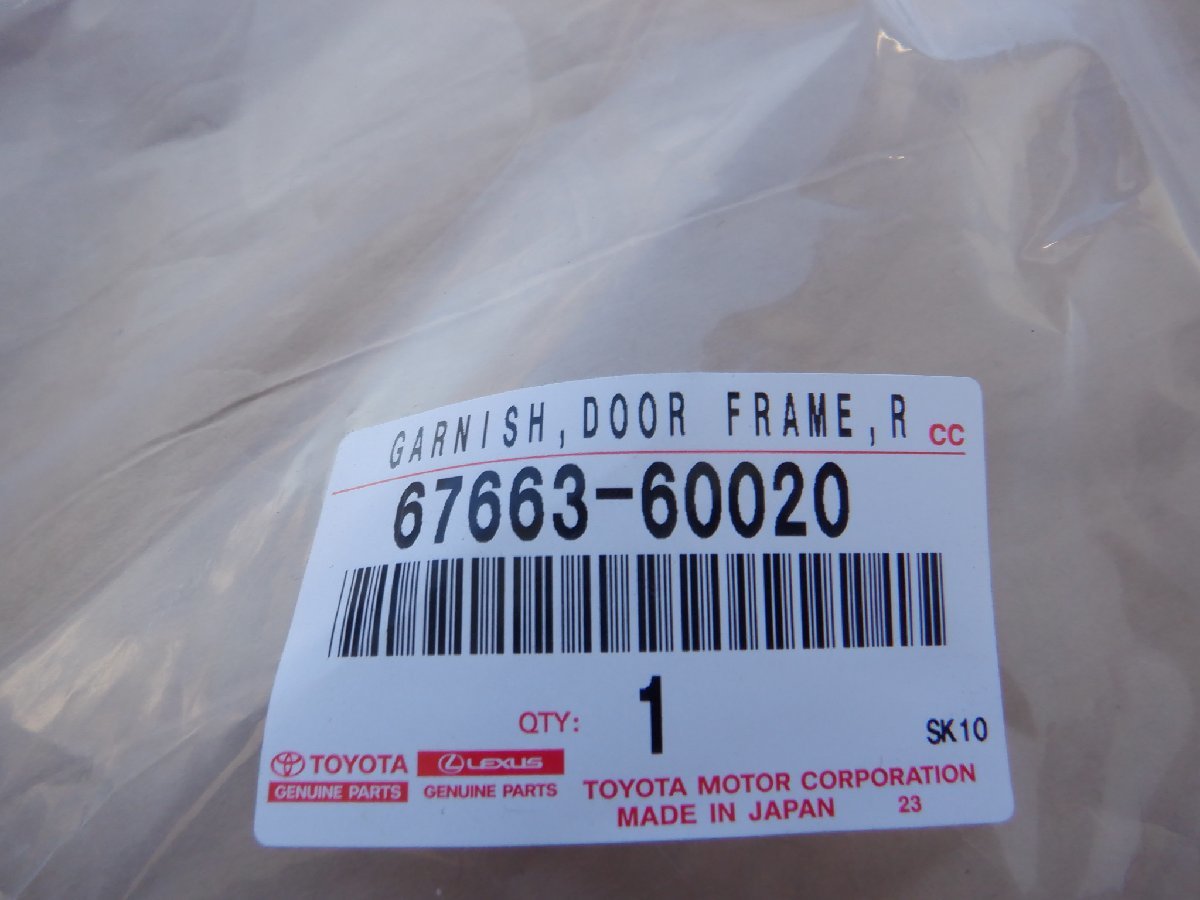 GARNISH, DOOR FRAME, R CC
67663-60020
QTY: 1
SK10
TOYOTA LEXUS
GENUINE PARTS GENUINE PARTS
TOYOTA MOTOR CORPORATION
MADE IN JAPAN 23